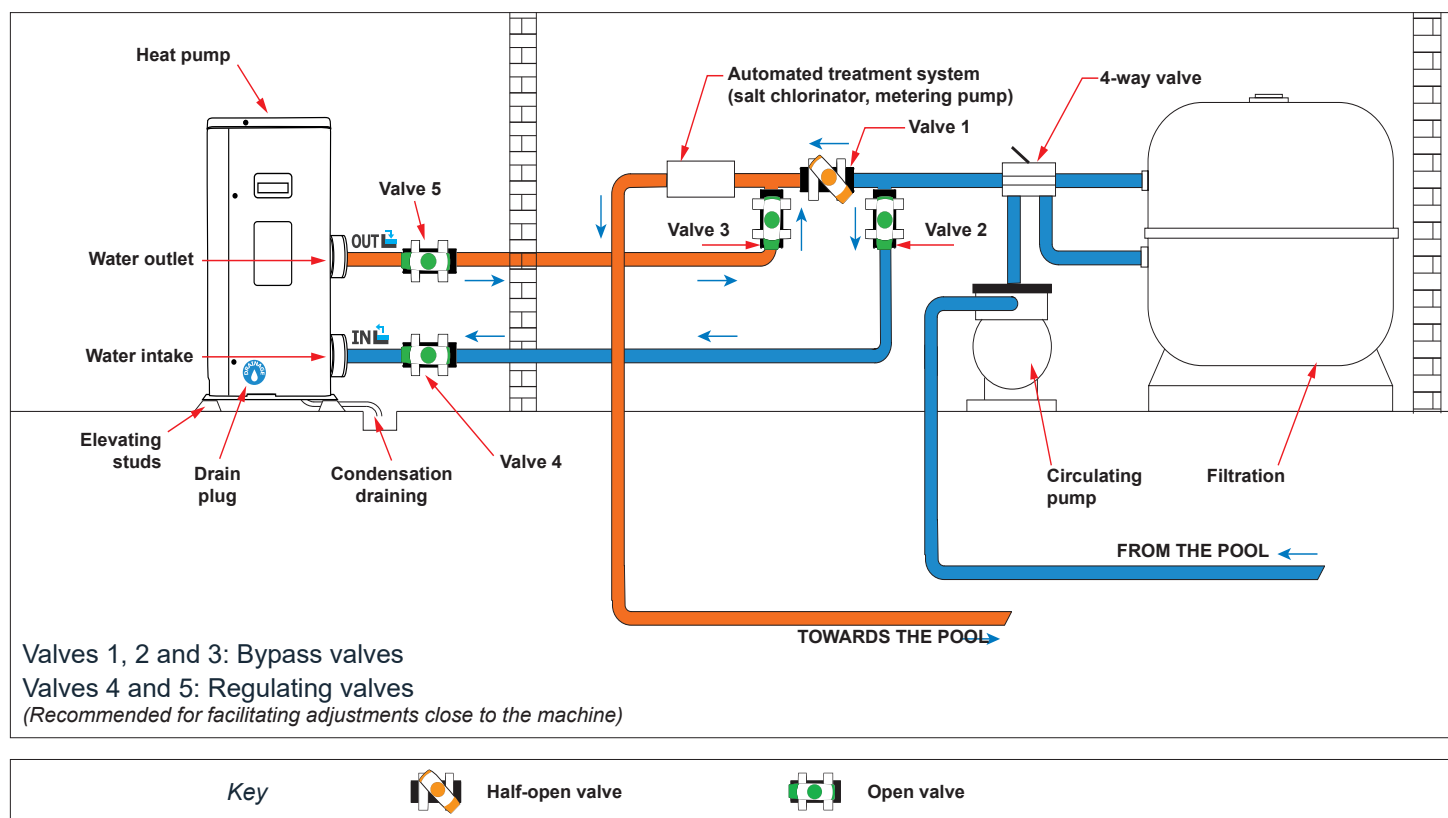 Heat pump
Automated treatment system
(salt chlorinator, metering pump)
4-way valve
Valve 1
Valve 5
Valve 3
Valve 2
OUT
Water outlet
IN
Water intake
Elevating
studs
Drain
plug
Condensation
draining
Valve 4
Circulating
pump
Filtration
FROM THE POOL
TOWARDS THE POOL
Valves 1, 2 and 3: Bypass valves
Valves 4 and 5: Regulating valves
(Recommended for facilitating adjustments close to the machine)
Key
Half-open valve
Open valve